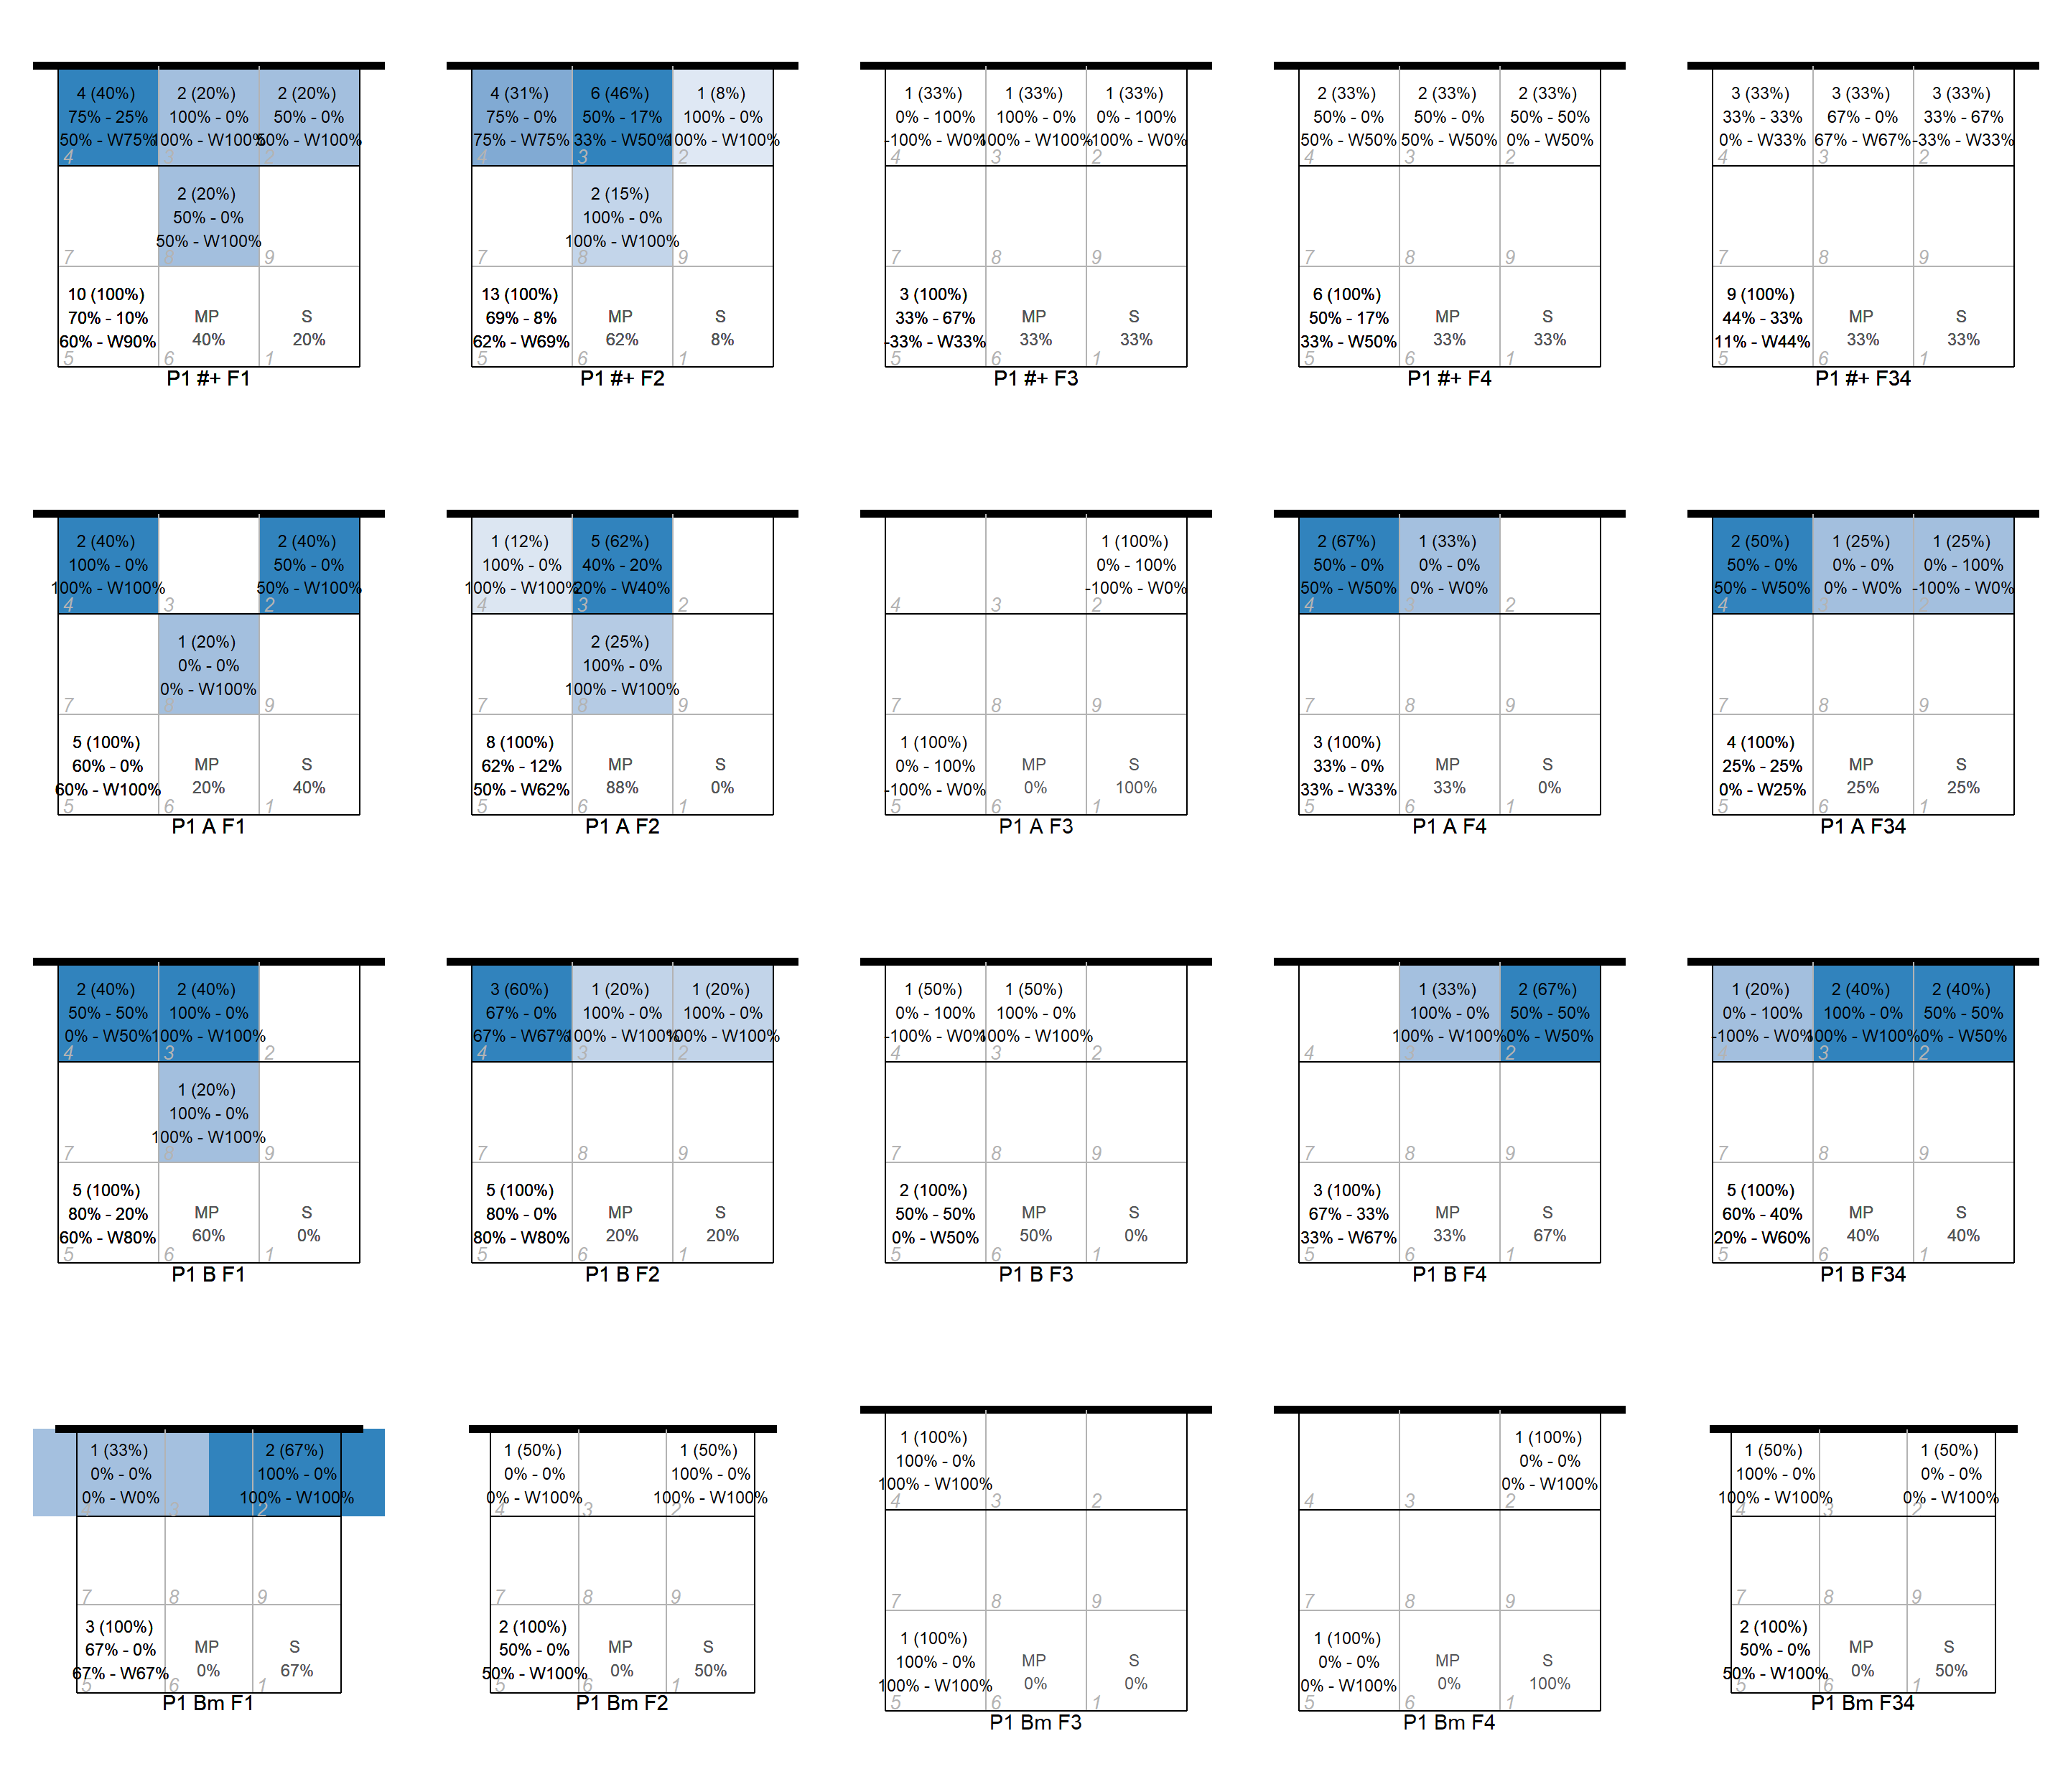 4 (40%) 2 (20%) 2 (20%)
75% - 25% 100% - 0% 50% - 0%
50% - W75% 100% - W100% 50% - W100%
4 3 2
2 (20%)
50% - 0%
50% - W100%
7 8 9
10 (100%)
70% - 10% MP S
60% - W90% 40% 20%
5 6 1
P1 #+ F1
4 (31%) 6 (46%) 1 (8%)
75% - 0% 50% - 17% 100% - 0%
75% - W75% 33% - W50% 100% - W100%
4 3 2
2 (15%)
100% - 0%
100% - W100%
7 8 9
13 (100%)
69% - 8% MP S
62% - W69% 62% 8%
5 6 1
P1 #+ F2
1 (33%) 1 (33%) 1 (33%)
0% - 100% 100% - 0% 0% - 100%
-100% - W0% 100% - W100% -100% - W0%
4 3 2
7 8 9
3 (100%)
33% - 67% MP S
-33% - W33% 33% 33%
5 6 1
P1 #+ F3
2 (33%) 2 (33%) 2 (33%)
50% - 0% 50% - 0% 50% - 50%
50% - W50% 50% - W50% 0% - W50%
4 3 2
7 8 9
6 (100%)
50% - 17% MP S
33% - W50% 33% 33%
5 6 1
P1 #+ F4
3 (33%) 3 (33%) 3 (33%)
33% - 33% 67% - 0% 33% - 67%
0% - W33% 67% - W67% -33% - W33%
4 3 2
7 8 9
9 (100%)
44% - 33% MP S
11% - W44% 33% 33%
5 6 1
P1 #+ F34
2 (40%) 2 (40%)
100% - 0% 50% - 0%
100% - W100% 50% - W100%
4 3 2
1 (20%)
0% - 0%
0% - W100%
7 8 9
5 (100%)
60% - 0% MP S
60% - W100% 20% 40%
5 6 1
P1 A F1
1 (12%) 5 (62%)
100% - 0% 40% - 20%
100% - W100% 20% - W40%
4 3 2
2 (25%)
100% - 0%
100% - W100%
7 8 9
8 (100%)
62% - 12% MP S
50% - W62% 88% 0%
5 6 1
P1 A F2
1 (100%)
0% - 100%
-100% - W0%
4 3 2
7 8 9
1 (100%)
0% - 100% MP S
-100% - W0% 0% 100%
5 6 1
P1 A F3
2 (67%) 1 (33%)
50% - 0% 0% - 0%
50% - W50% 0% - W0%
4 3 2
7 8 9
3 (100%)
33% - 0% MP S
33% - W33% 33% 0%
5 6 1
P1 A F4
2 (50%) 1 (25%) 1 (25%)
50% - 0% 0% - 0% 0% - 100%
50% - W50% 0% - W0% -100% - W0%
4 3 2
7 8 9
4 (100%)
25% - 25% MP S
0% - W25% 25% 25%
5 6 1
P1 A F34
2 (40%) 2 (40%)
50% - 50% 100% - 0%
0% - W50% 100% - W100%
4 3 2
1 (20%)
100% - 0%
100% - W100%
7 8 9
5 (100%)
80% - 20% MP S
60% - W80% 60% 0%
5 6 1
P1 B F1
3 (60%) 1 (20%) 1 (20%)
67% - 0% 100% - 0% 100% - 0%
67% - W67% 100% - W100% 100% - W100%
4 3 2
7 8 9
5 (100%)
80% - 0% MP S
80% - W80% 20% 20%
5 6 1
P1 B F2
1 (50%) 1 (50%)
0% - 100% 100% - 0%
-100% - W0% 100% - W100%
4 3 2
7 8 9
2 (100%)
50% - 50% MP S
0% - W50% 50% 0%
5 6 1
P1 B F3
1 (33%) 2 (67%)
100% - 0% 50% - 50%
100% - W100% 0% - W50%
4 3 2
7 8 9
3 (100%)
67% - 33% MP S
33% - W67% 33% 67%
5 6 1
P1 B F4
1 (20%) 2 (40%) 2 (40%)
0% - 100% 100% - 0% 50% - 50%
-100% - W0% 100% - W100% 0% - W50%
4 3 2
7 8 9
5 (100%)
60% - 40% MP S
20% - W60% 40% 40%
5 6 1
P1 B F34
1 (33%) 2 (67%)
0% - 0% 100% - 0%
0% - W0% 100% - W100%
4 3 2
7 8 9
3 (100%)
67% - 0% MP S
67% - W67% 0% 67%
5 6 1
P1 Bm F1
1 (50%) 1 (50%)
0% - 0% 100% - 0%
0% - W100% 100% - W100%
4 3 2
7 8 9
2 (100%)
50% - 0% MP S
50% - W100% 0% 50%
5 6 1
P1 Bm F2
1 (100%)
100% - 0%
100% - W100%
4 3 2
7 8 9
1 (100%)
100% - 0% MP S
100% - W100% 0% 0%
5 6 1
P1 Bm F3
1 (100%)
0% - 0%
0% - W100%
4 3 2
7 8 9
1 (100%)
0% - 0% MP S
0% - W100% 0% 100%
5 6 1
P1 Bm F4
1 (50%) 1 (50%)
100% - 0% 0% - 0%
100% - W100% 0% - W100%
4 3 2
7 8 9
2 (100%)
50% - 0% MP S
50% - W100% 0% 50%
5 6 1
P1 Bm F34